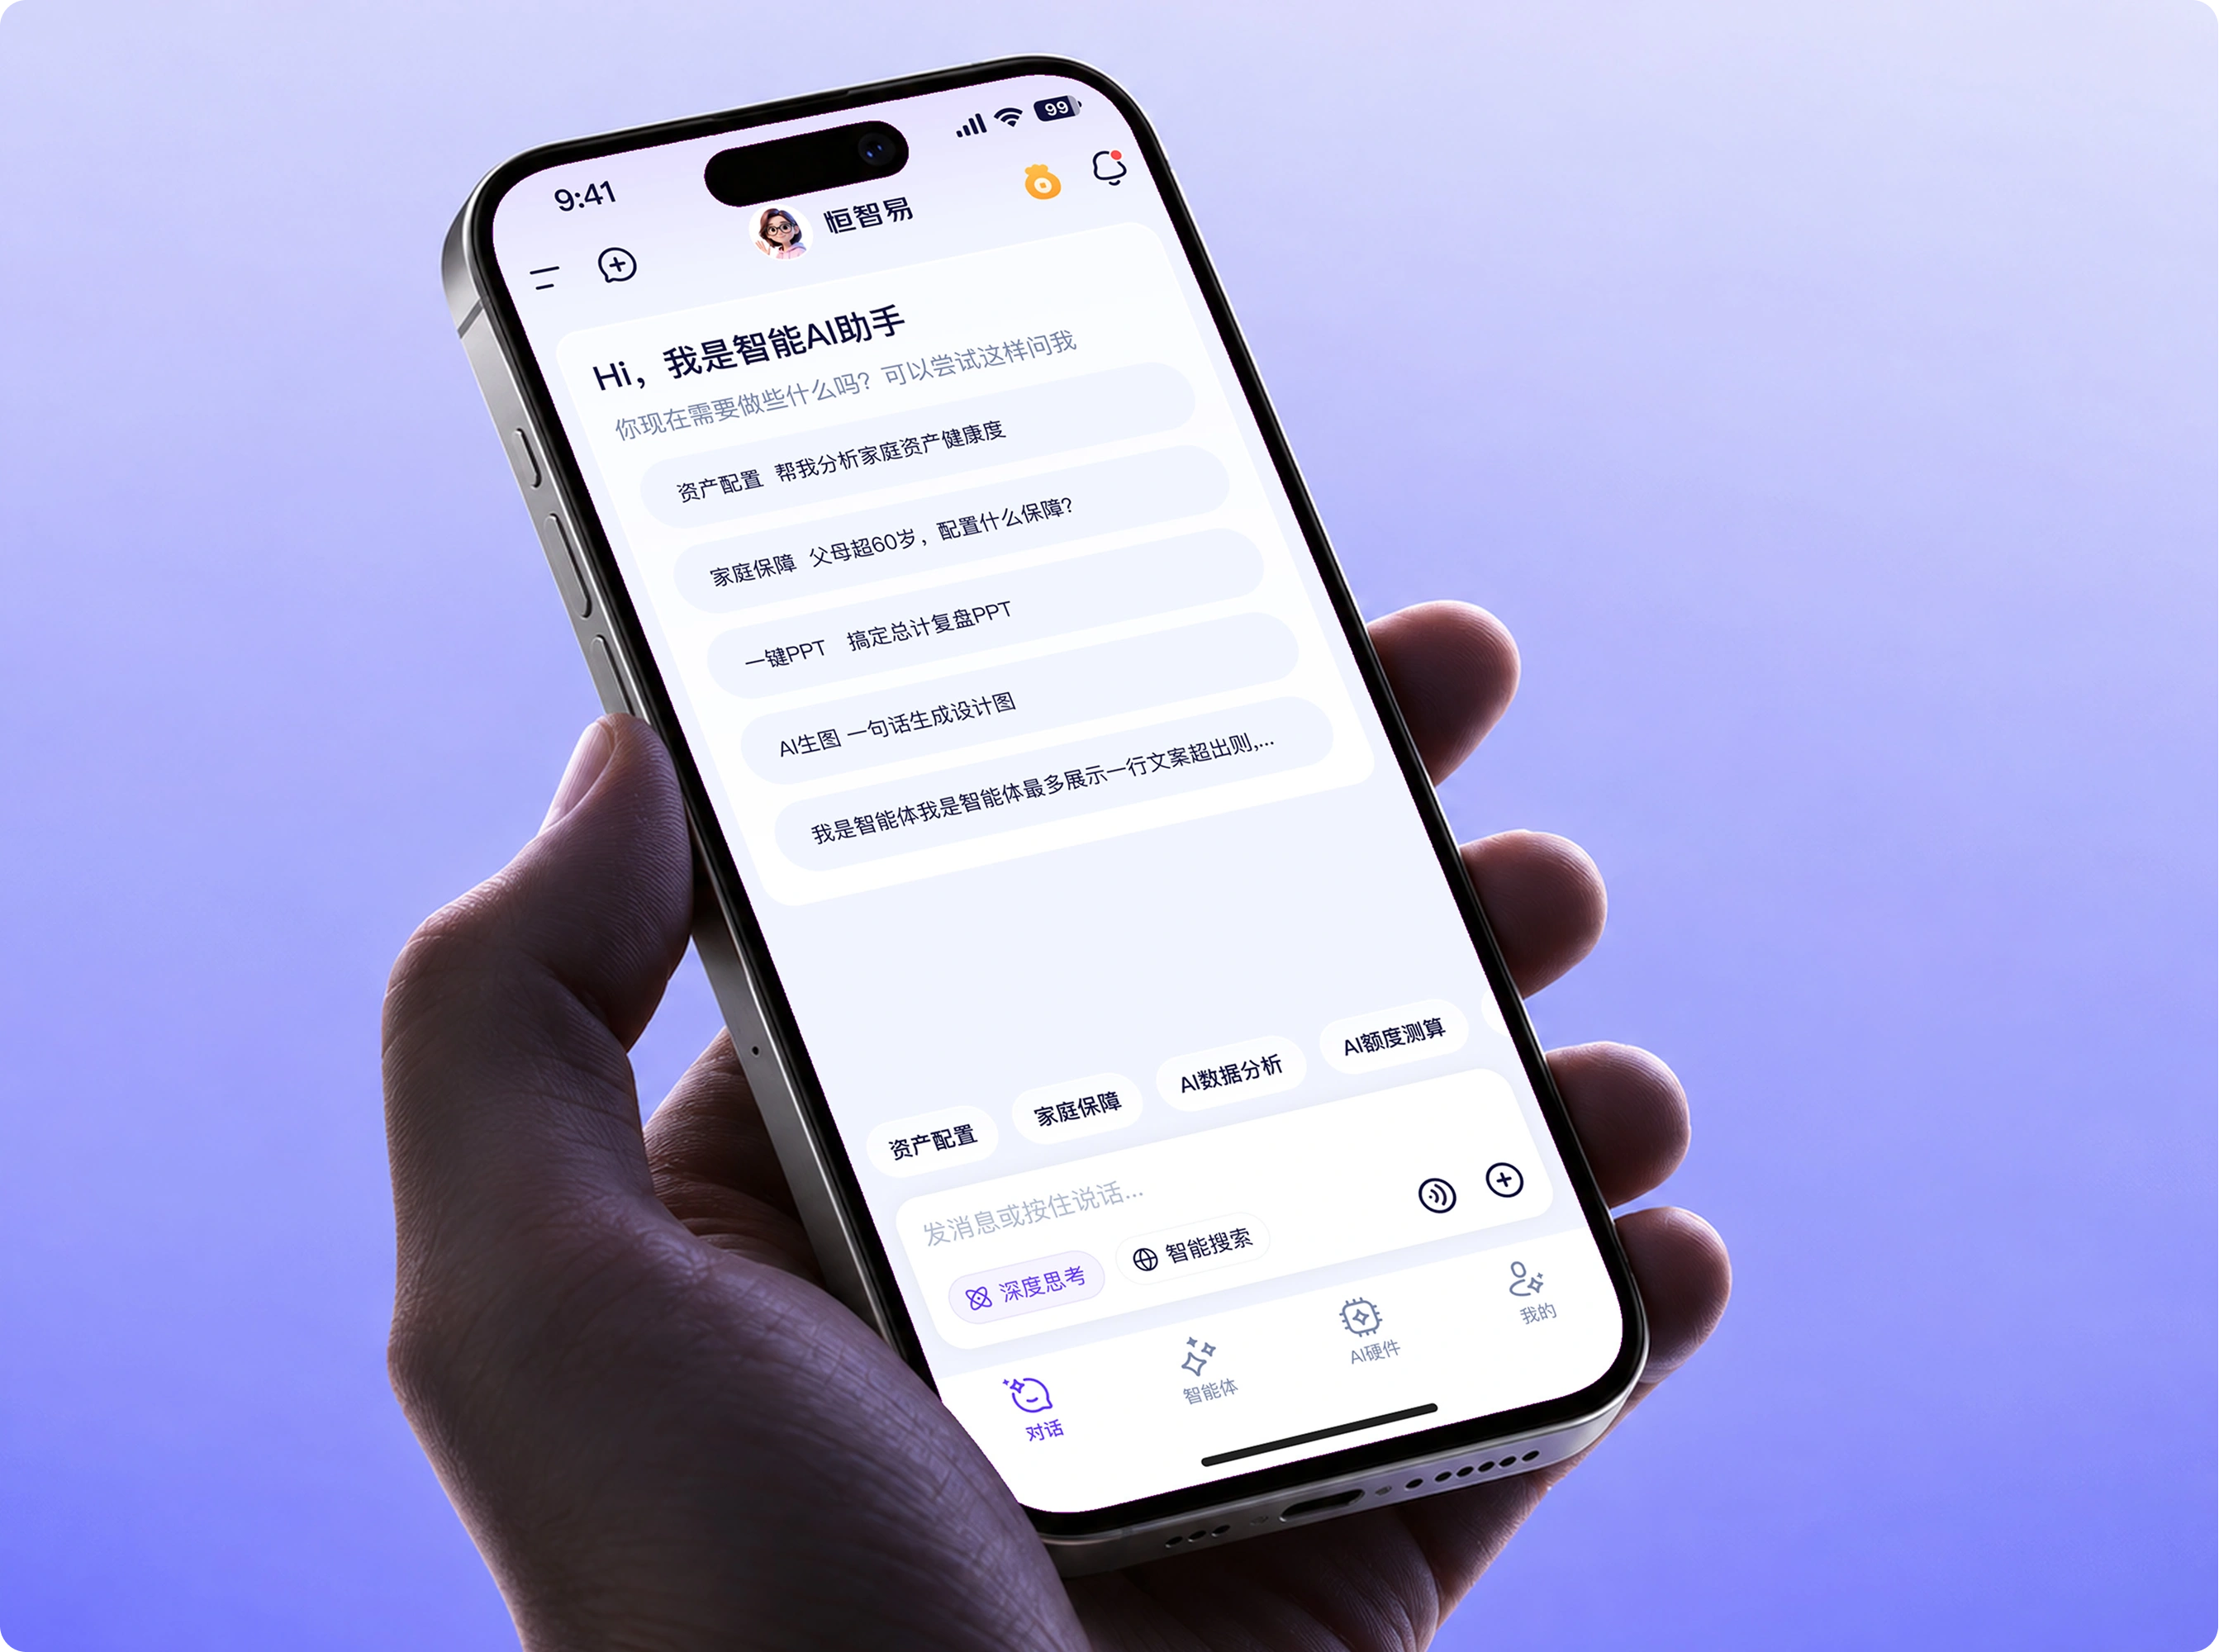 9:41
99
恒智易
Hi，我是智能AI助手
你现在需要做些什么吗？可以尝试这样问我
资产配置 帮我分析家庭资产健康度
家庭保障 父母超60岁，配置什么保障？
一键PPT 搞定总计复盘PPT
AI生图 一句话生成设计图
我是智能体我是智能体最多展示一行文案超出则,...
资产配置 家庭保障 AI数据分析 AI额度测算
发消息或按住说话...
深度思考 智能搜索
对话 智能体 AI硬件 我的